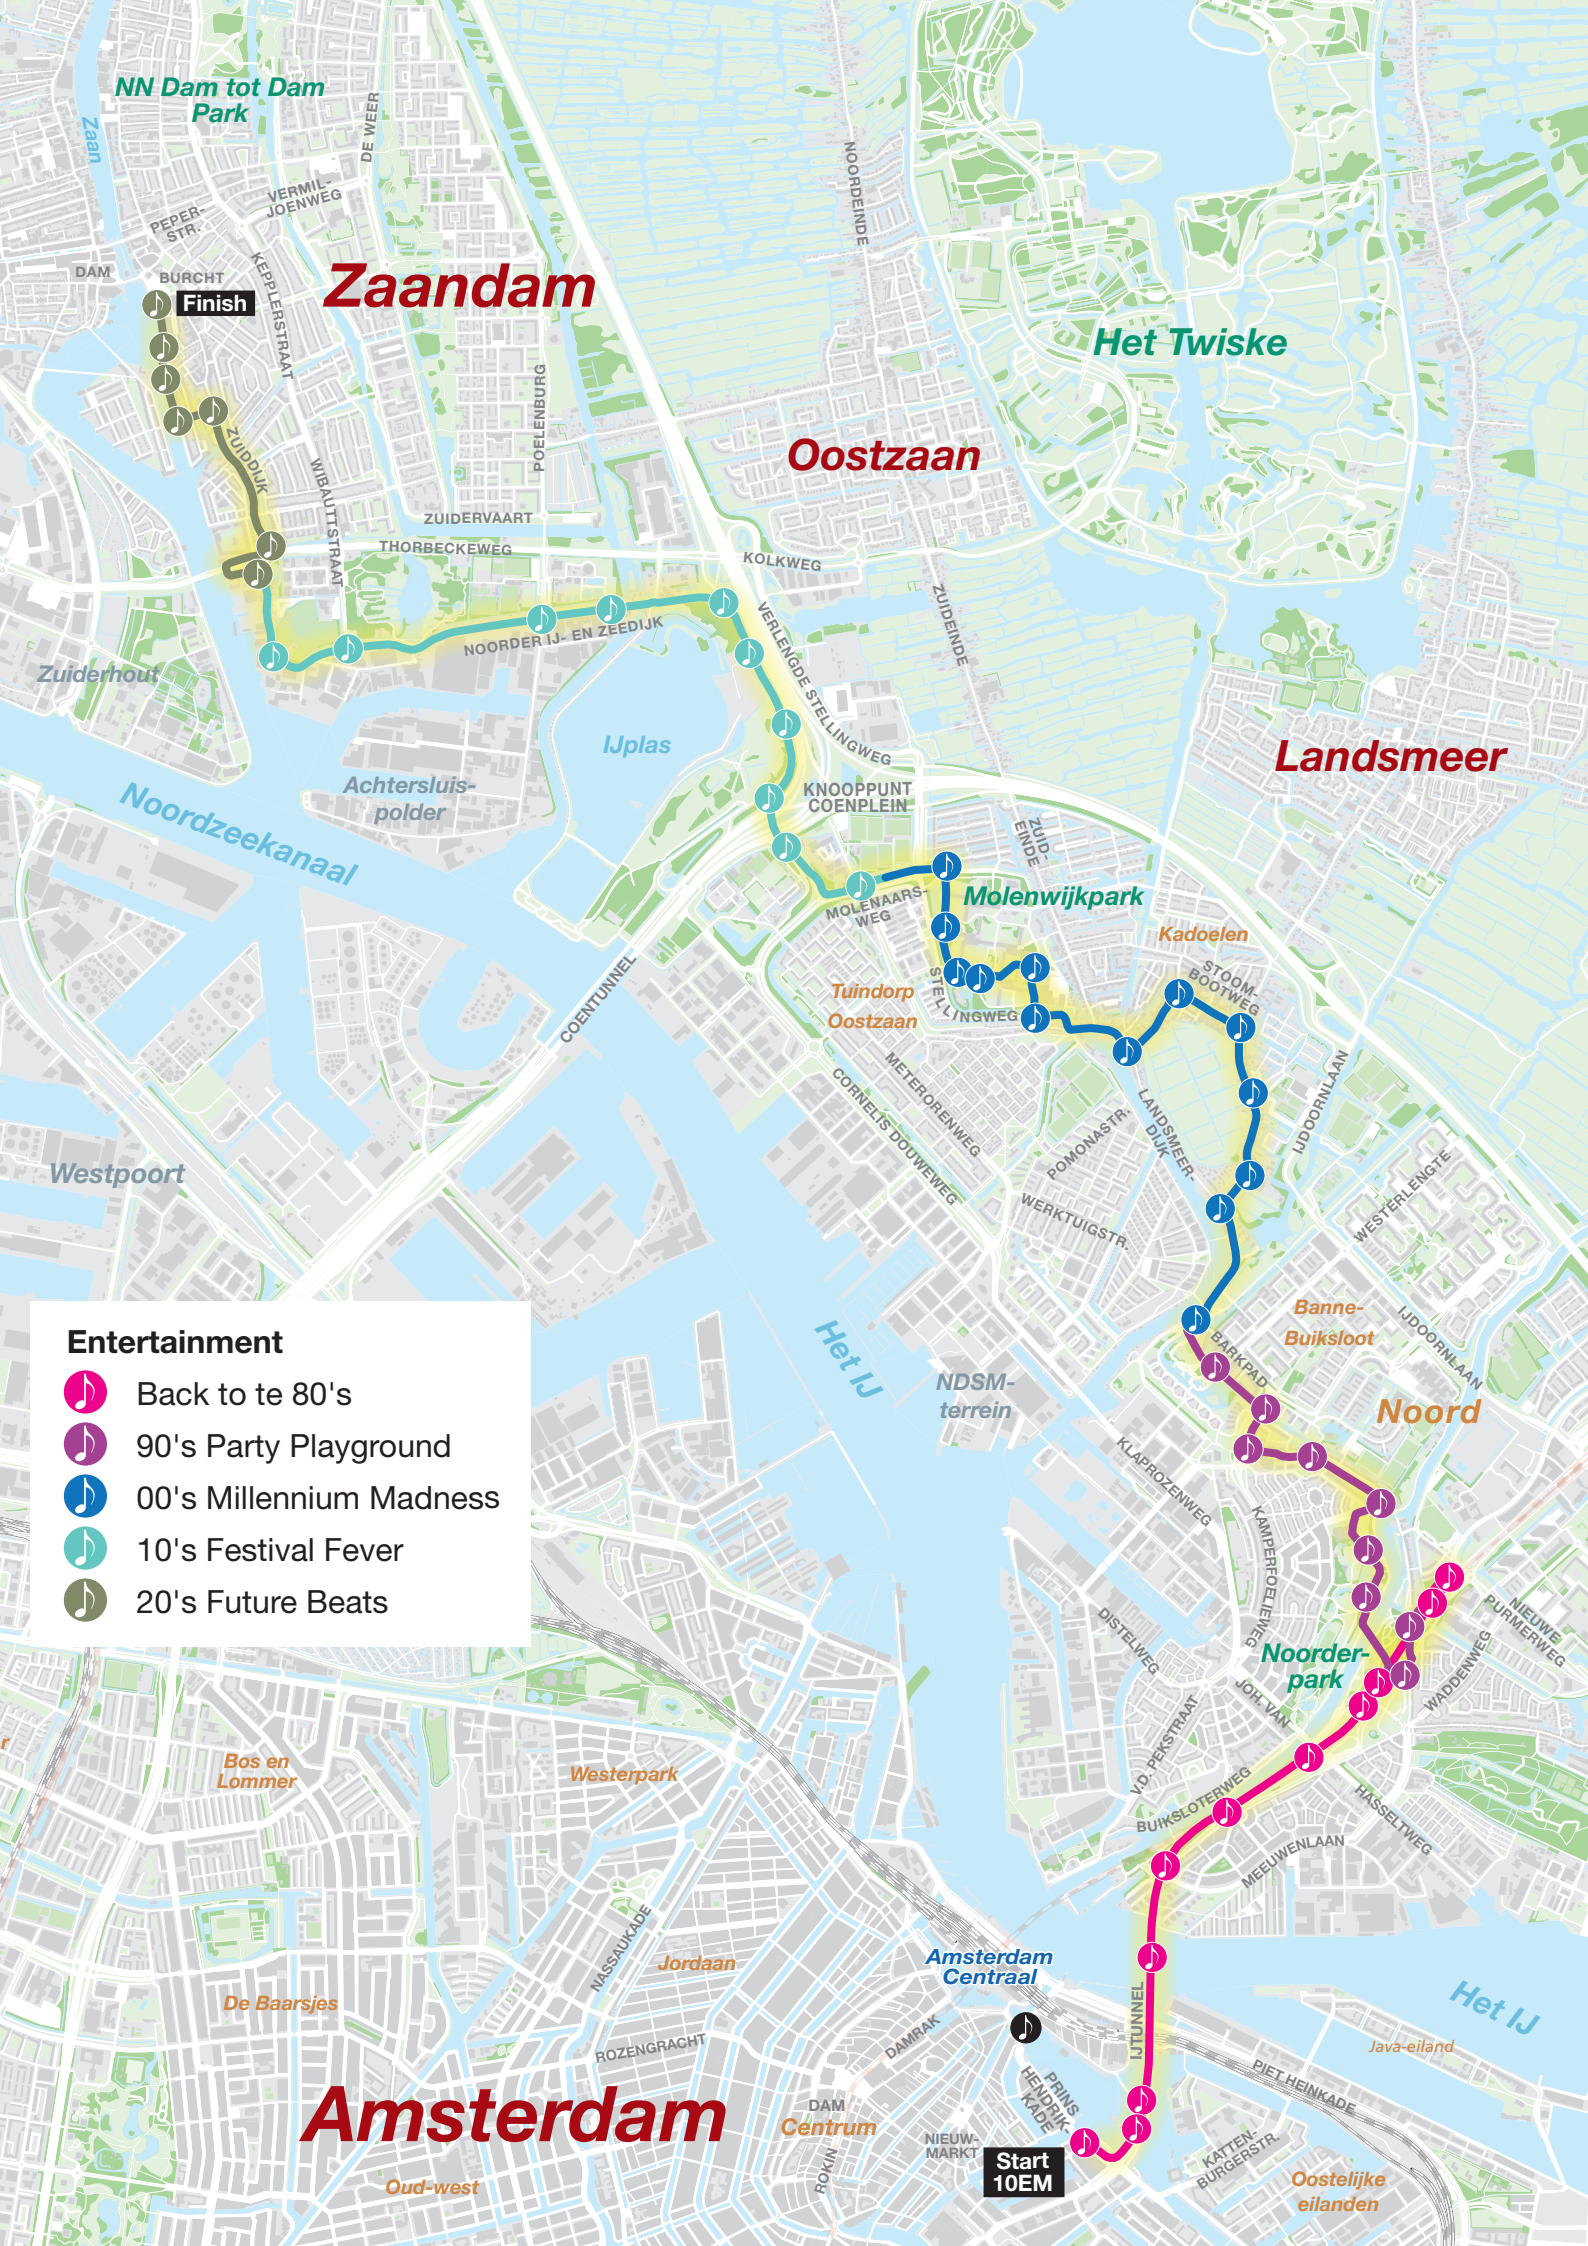 NN Dam tot Dam
Park
Zaan
DE WEER
VERMIL-
JOENWEG
PEPER-
STR.
NOORDEINDE
DAM
BURCHT
Finish
KEPPLERSTRAAT
Zaandam
Het Twiske
POELENBURG
Oostzaan
ZUIDDIJK
WIBAUTTSTRAAT
ZUIDERVAART
THORBECKEWEG
KOLKWEG
ZUIDEINDE
VERLENGDE STELLINGWEG
NOORDER IJ- EN ZEEDIJK
Zuiderhout
IJplas
Landsmeer
Achtersluis-
polder
KNOOPPUNT
COENPLEIN
Noordzeekanaal
ZUID-
EINDE
MOLENAARS-
WEG
Molenwijkpark
Kadoelen
STOOM-
BOOTWEG
COENTUNNEL
Tuindorp
Oostzaan
STELLINGWEG
METERORENWEG
CORNELIS DOUWEWEG
LANDSMEER-
DIJK
IJDOORNLAAN
POMONASTR.
WERKTUIGSTR.
WESTERLENGTE
Westpoort
Banne-
Buiksloot
IJDOORNLAAN
BARKPAD
Het IJ
NDSM-
terrein
Noord
Entertainment
Back to te 80's
90's Party Playground
00's Millennium Madness
10's Festival Fever
20's Future Beats
KLAPROZENWEG
KAMPERFOELIEWEG
DISTELWEG
NIEUWE
PURMERWEG
WADDENWEG
Noorder-
park
JOH. VAN
V.D. PEKSTRAAT
r
Bos en
Lommer
Westerpark
BUIKSLOTERWEG
HASSELTWEG
MEEUWENLAAN
NASSAUKADE
Jordaan
Amsterdam
Centraal
De Baarsjes
IJTUNNEL
Het IJ
Java-eiland
ROZENGRACHT
DAMRAK
PIET HEINKADE
PRINS
HENDRIK-
KADE
Amsterdam
DAM
Centrum
NIEUW-
MARKT
Start
10EM
ROKIN
KATTEN-
BURGERSTR.
Oud-west
Oostelijke
eilanden